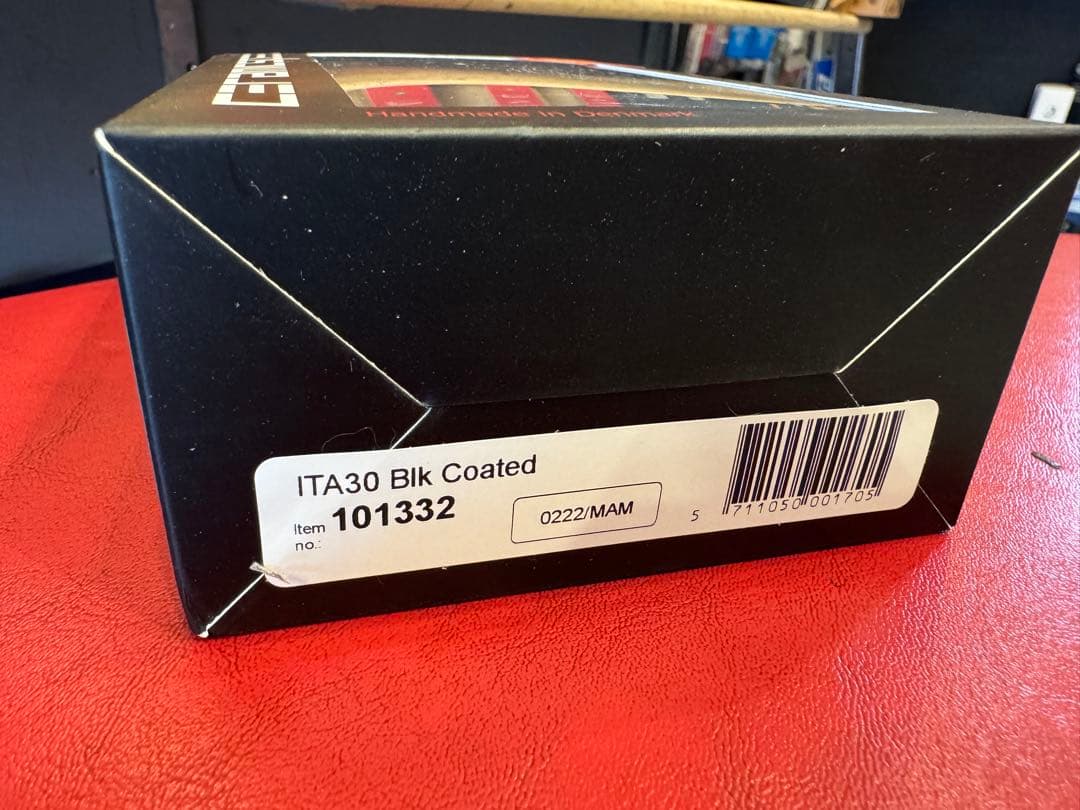 Handmade in Denmark
ITA30 Blk Coated
Item
no.:
101332
0222/MAM
5 711050 001705